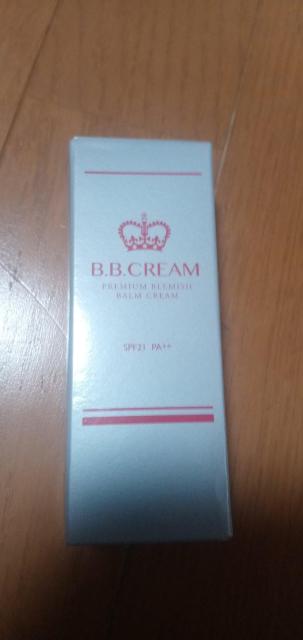 B.B.CREAM
PREMIUM BLEMISH
BALM CREAM
SPF21 PA++